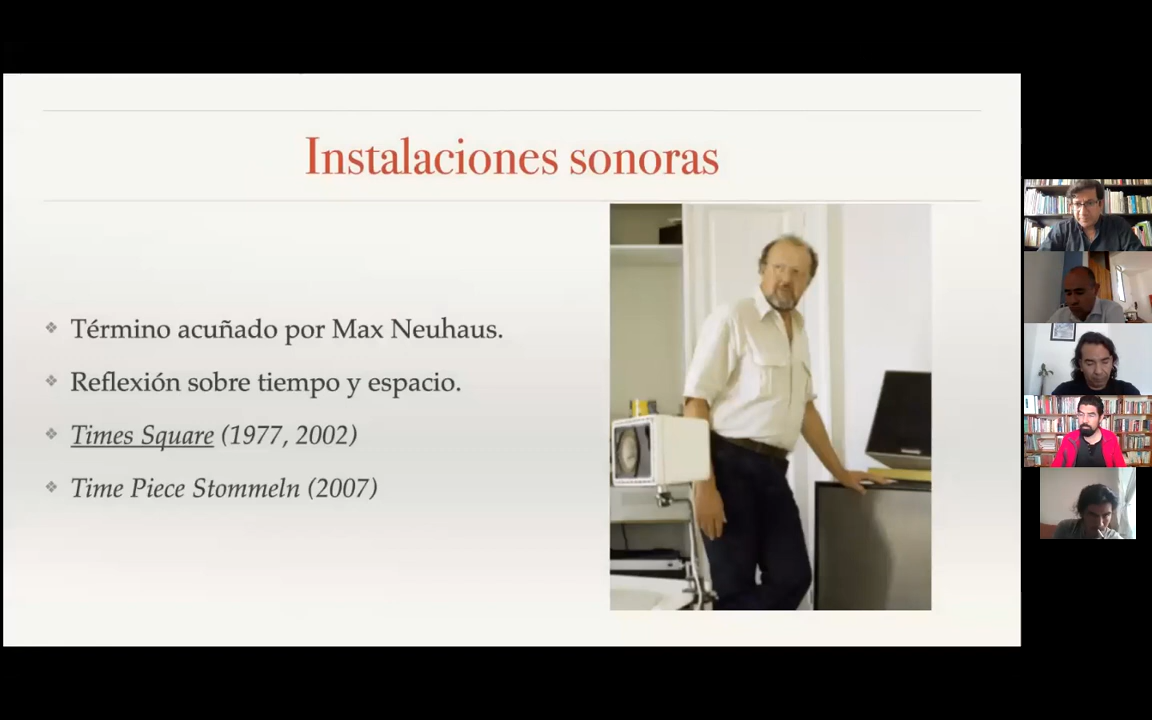 Instalaciones sonoras
Término acuñado por Max Neuhaus.
Reflexión sobre tiempo y espacio.
Times Square (1977, 2002)
Time Piece Stommeln (2007)